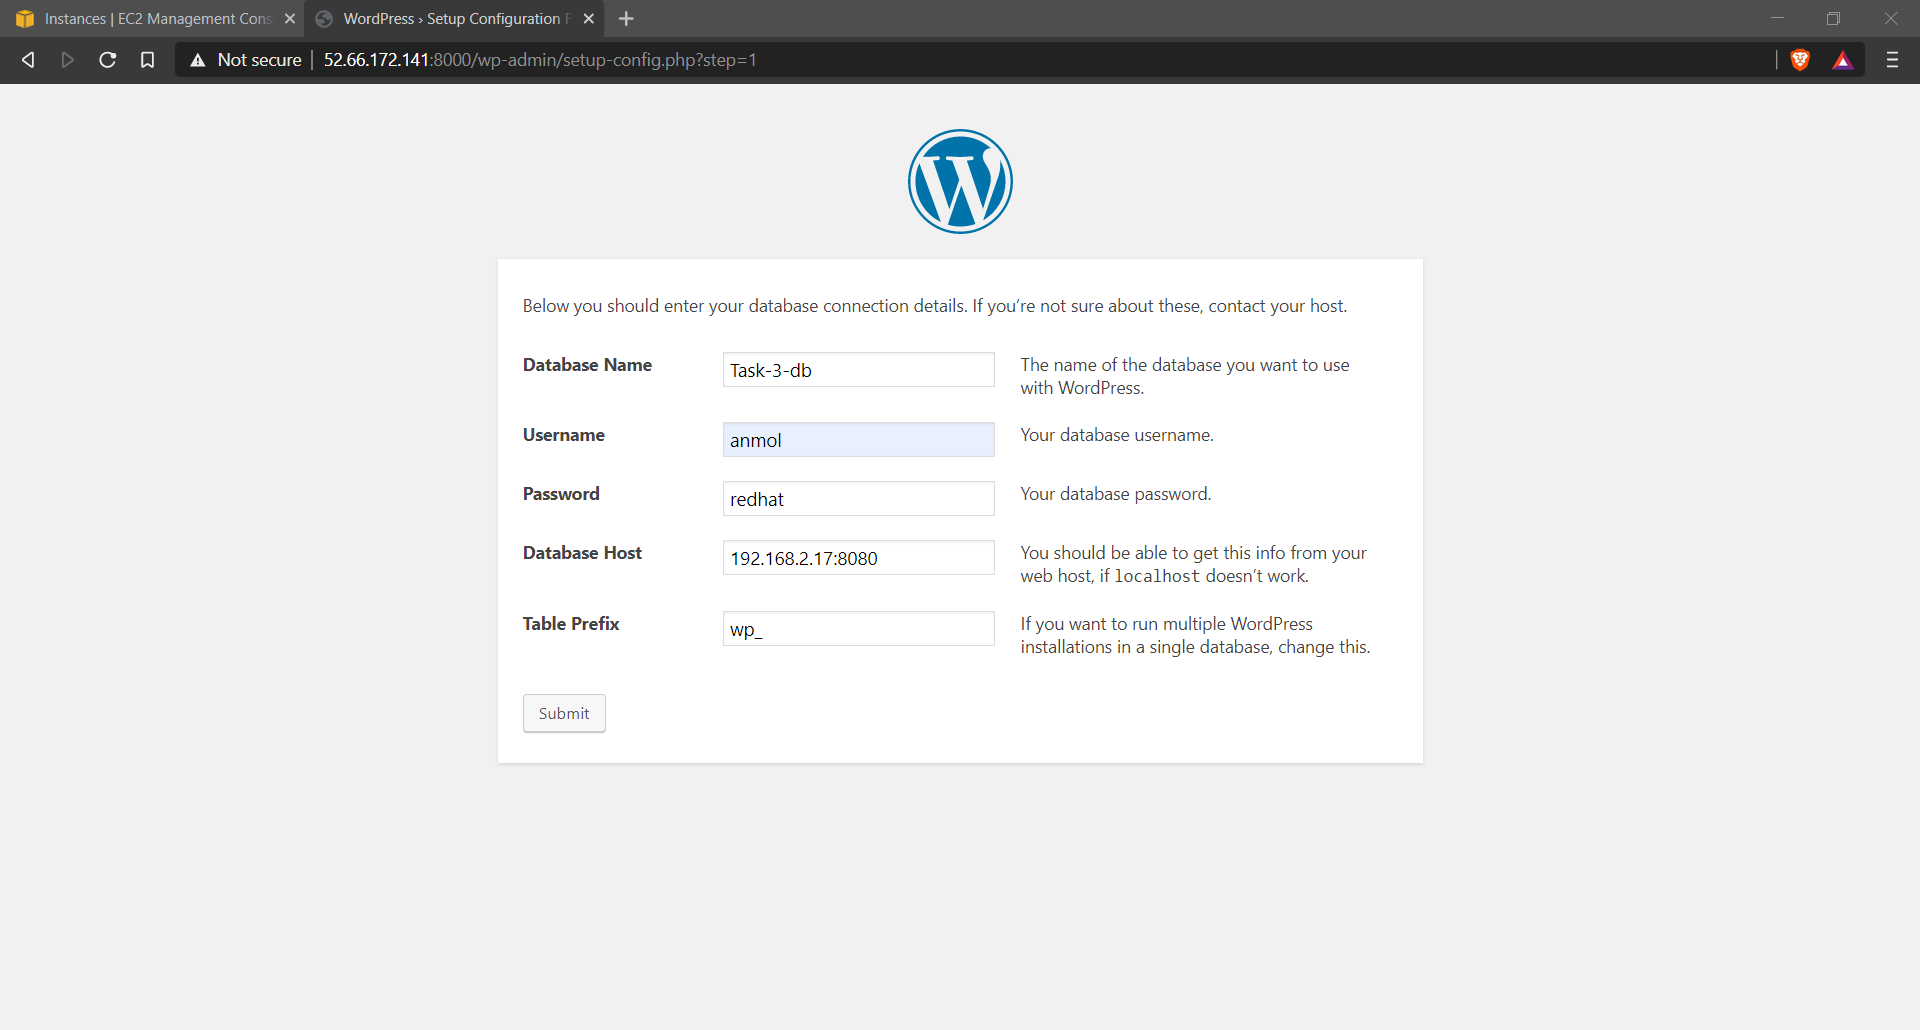 Instances | EC2 Management Cons
WordPress › Setup Configuration F
Not secure | 52.66.172.141:8000/wp-admin/setup-config.php?step=1
W
Below you should enter your database connection details. If you’re not sure about these, contact your host.
Database Name
Task-3-db
The name of the database you want to use
with WordPress.
Username
anmol
Your database username.
Password
redhat
Your database password.
Database Host
192.168.2.17:8080
You should be able to get this info from your
web host, if localhost doesn’t work.
Table Prefix
wp_
If you want to run multiple WordPress
installations in a single database, change this.
Submit